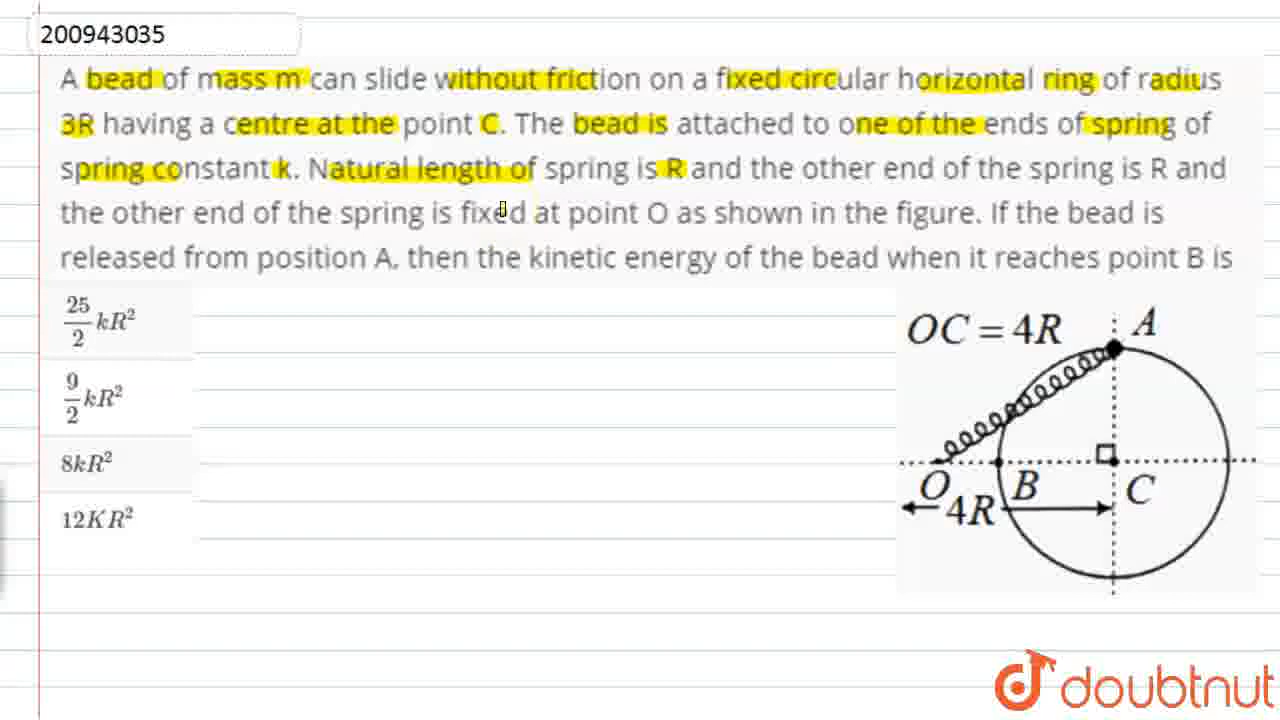 200943035
A bead of mass m can slide without friction on a fixed circular horizontal ring of radius
3R having a centre at the point C. The bead is attached to one of the ends of spring of
spring constant k. Natural length of spring is R and the other end of the spring is R and
the other end of the spring is fixed at point O as shown in the figure. If the bead is
released from position A, then the kinetic energy of the bead when it reaches point B is
25/2 kR²
9/2 kR²
8kR²
12KR²
OC = 4R
A
O
B
C
4R
doubtnut